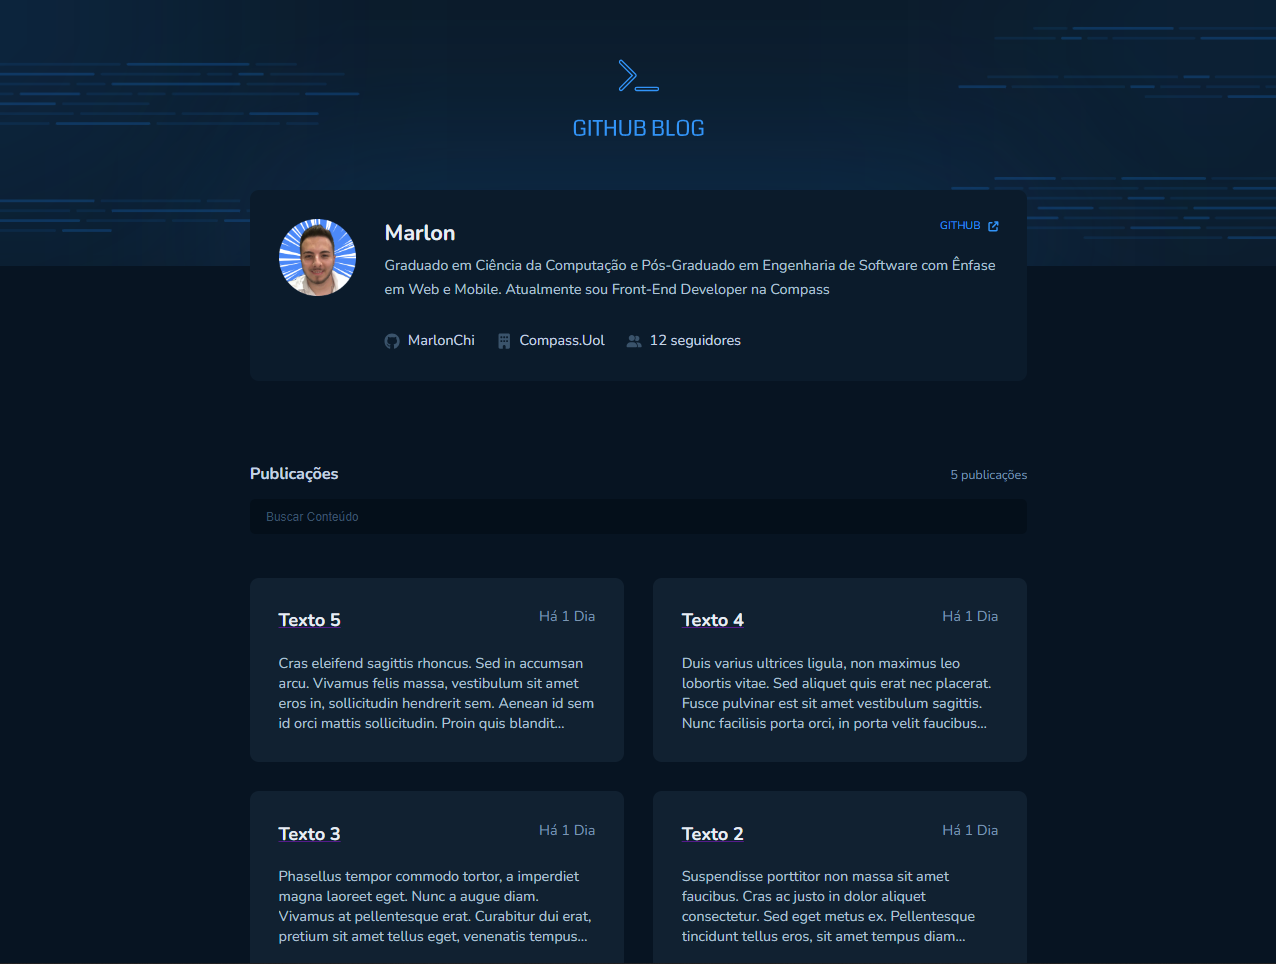 GITHUB BLOG
Marlon
GITHUB
Graduado em Ciência da Computação e Pós-Graduado em Engenharia de Software com Ênfase
em Web e Mobile. Atualmente sou Front-End Developer na Compass
MarlonChi
Compass.Uol
12 seguidores
Publicações
5 publicações
Buscar Conteúdo
Texto 5
Há 1 Dia
Cras eleifend sagittis rhoncus. Sed in accumsan
arcu. Vivamus felis massa, vestibulum sit amet
eros in, sollicitudin hendrerit sem. Aenean id sem
id orci mattis sollicitudin. Proin quis blandit...
Texto 4
Há 1 Dia
Duis varius ultrices ligula, non maximus leo
lobortis vitae. Sed aliquet quis erat nec placerat.
Fusce pulvinar est sit amet vestibulum sagittis.
Nunc facilisis porta orci, in porta velit faucibus...
Texto 3
Há 1 Dia
Phasellus tempor commodo tortor, a imperdiet
magna laoreet eget. Nunc a augue diam.
Vivamus at pellentesque erat. Curabitur dui erat,
pretium sit amet tellus eget, venenatis tempus...
Texto 2
Há 1 Dia
Suspendisse porttitor non massa sit amet
faucibus. Cras ac justo in dolor aliquet
consectetur. Sed eget metus ex. Pellentesque
tincidunt tellus eros, sit amet tempus diam...